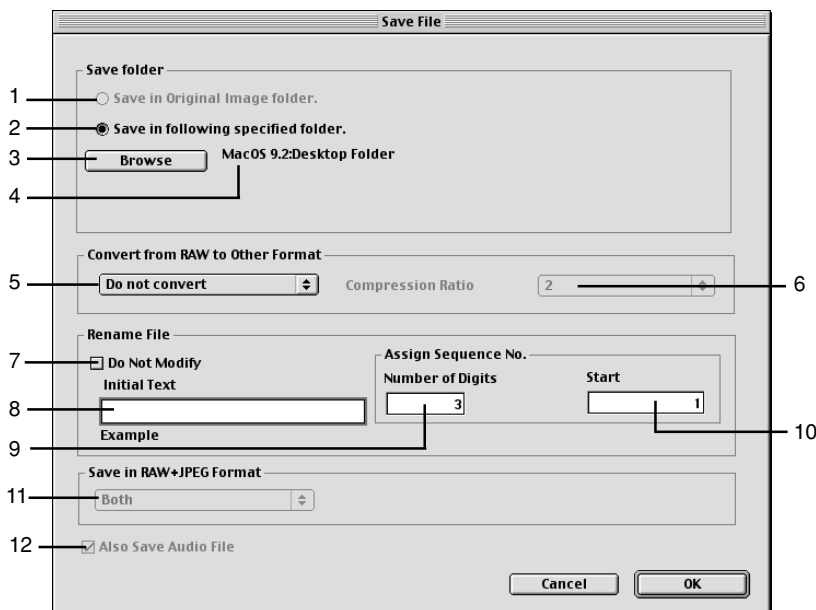 Save File
Save folder
1 Save in Original Image folder.
2 Save in following specified folder.
3 Browse MacOS 9.2:Desktop Folder
4
Convert from RAW to Other Format
5 Do not convert Compression Ratio 2 6
Rename File
7 Do Not Modify
Assign Sequence No.
Initial Text Number of Digits Start
8 3 1
Example
9 10
Save in RAW+JPEG Format
11 Both
12 Also Save Audio File
Cancel OK